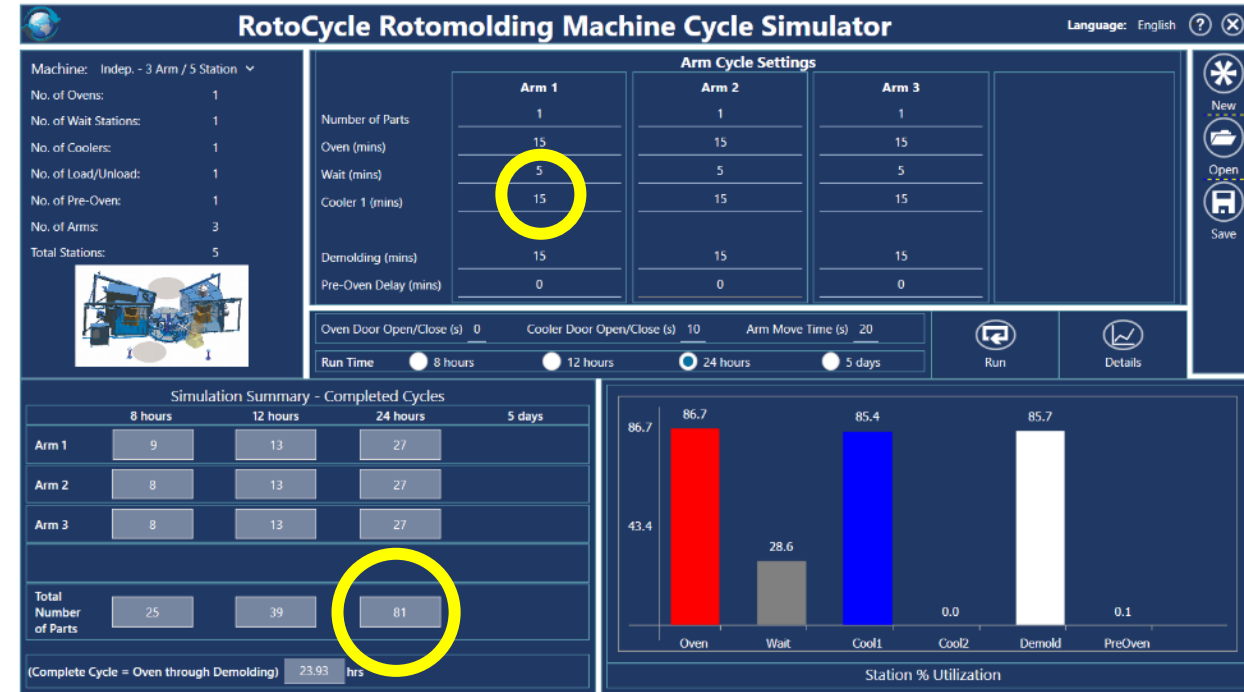 RotoCycle Rotomolding Machine Cycle Simulator
Language: English ?
Machine: Indep. - 3 Arm / 5 Station
No. of Ovens: 1
No. of Wait Stations: 1
No. of Coolers: 1
No. of Load/Unload: 1
No. of Pre-Oven: 1
No. of Arms: 3
Total Stations: 5
Arm Cycle Settings
Arm 1 Arm 2 Arm 3
Number of Parts 1 1 1
Oven (mins) 15 15 15
Wait (mins) 5 5 5
Cooler 1 (mins) 15 15 15
Demolding (mins) 15 15 15
Pre-Oven Delay (mins) 0 0 0
New
Open
Save
Oven Door Open/Close (s) 0 Cooler Door Open/Close (s) 10 Arm Move Time (s) 20
Run Time 8 hours 12 hours 24 hours 5 days
Run
Details
Simulation Summary - Completed Cycles
8 hours 12 hours 24 hours 5 days
Arm 1 9 13 27
Arm 2 8 13 27
Arm 3 8 13 27
Total Number of Parts 25 39 81
(Complete Cycle = Oven through Demolding) 23.93 hrs
86.7
43.4
86.7 28.6 85.4 0.0 85.7 0.1
Oven Wait Cool1 Cool2 Demold PreOven
Station % Utilization